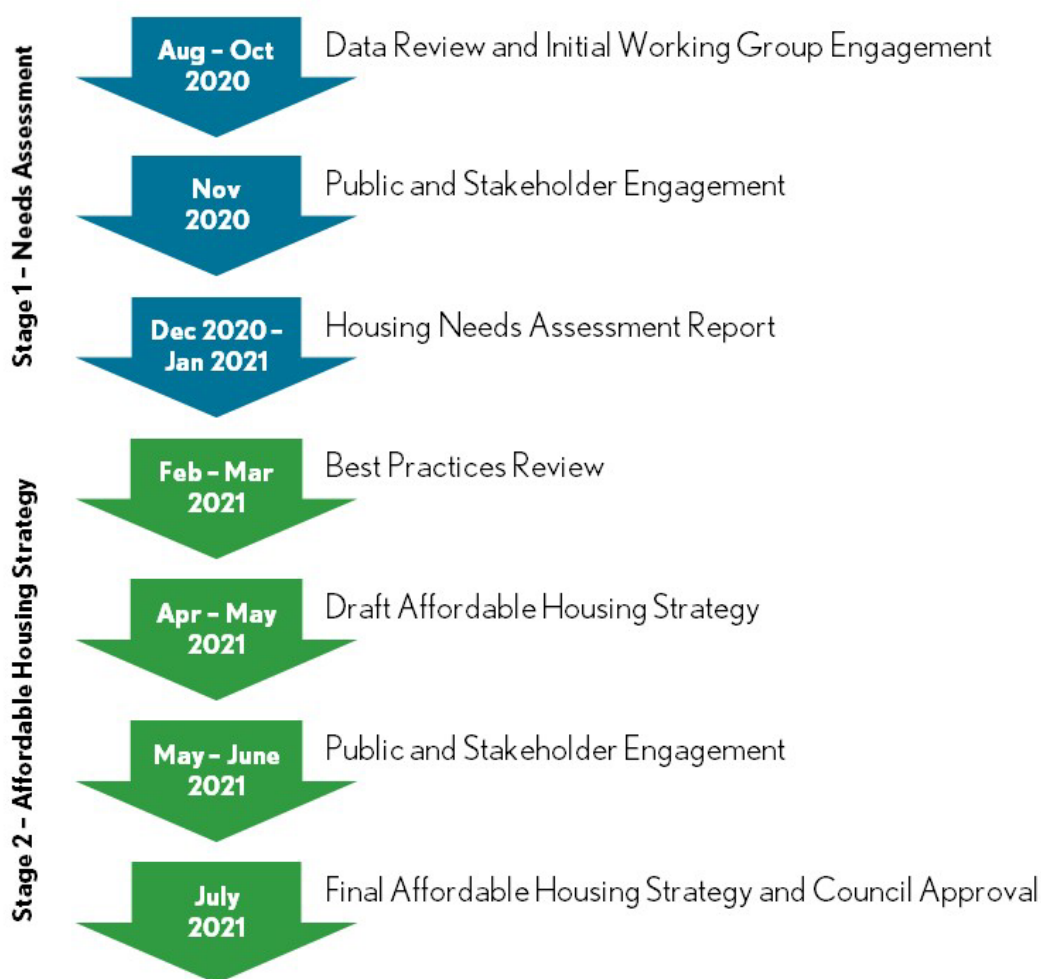 Stage 1 – Needs Assessment
Aug – Oct
2020
Data Review and Initial Working Group Engagement
Nov
2020
Public and Stakeholder Engagement
Dec 2020 –
Jan 2021
Housing Needs Assessment Report
Stage 2 – Affordable Housing Strategy
Feb – Mar
2021
Best Practices Review
Apr – May
2021
Draft Affordable Housing Strategy
May – June
2021
Public and Stakeholder Engagement
July
2021
Final Affordable Housing Strategy and Council Approval